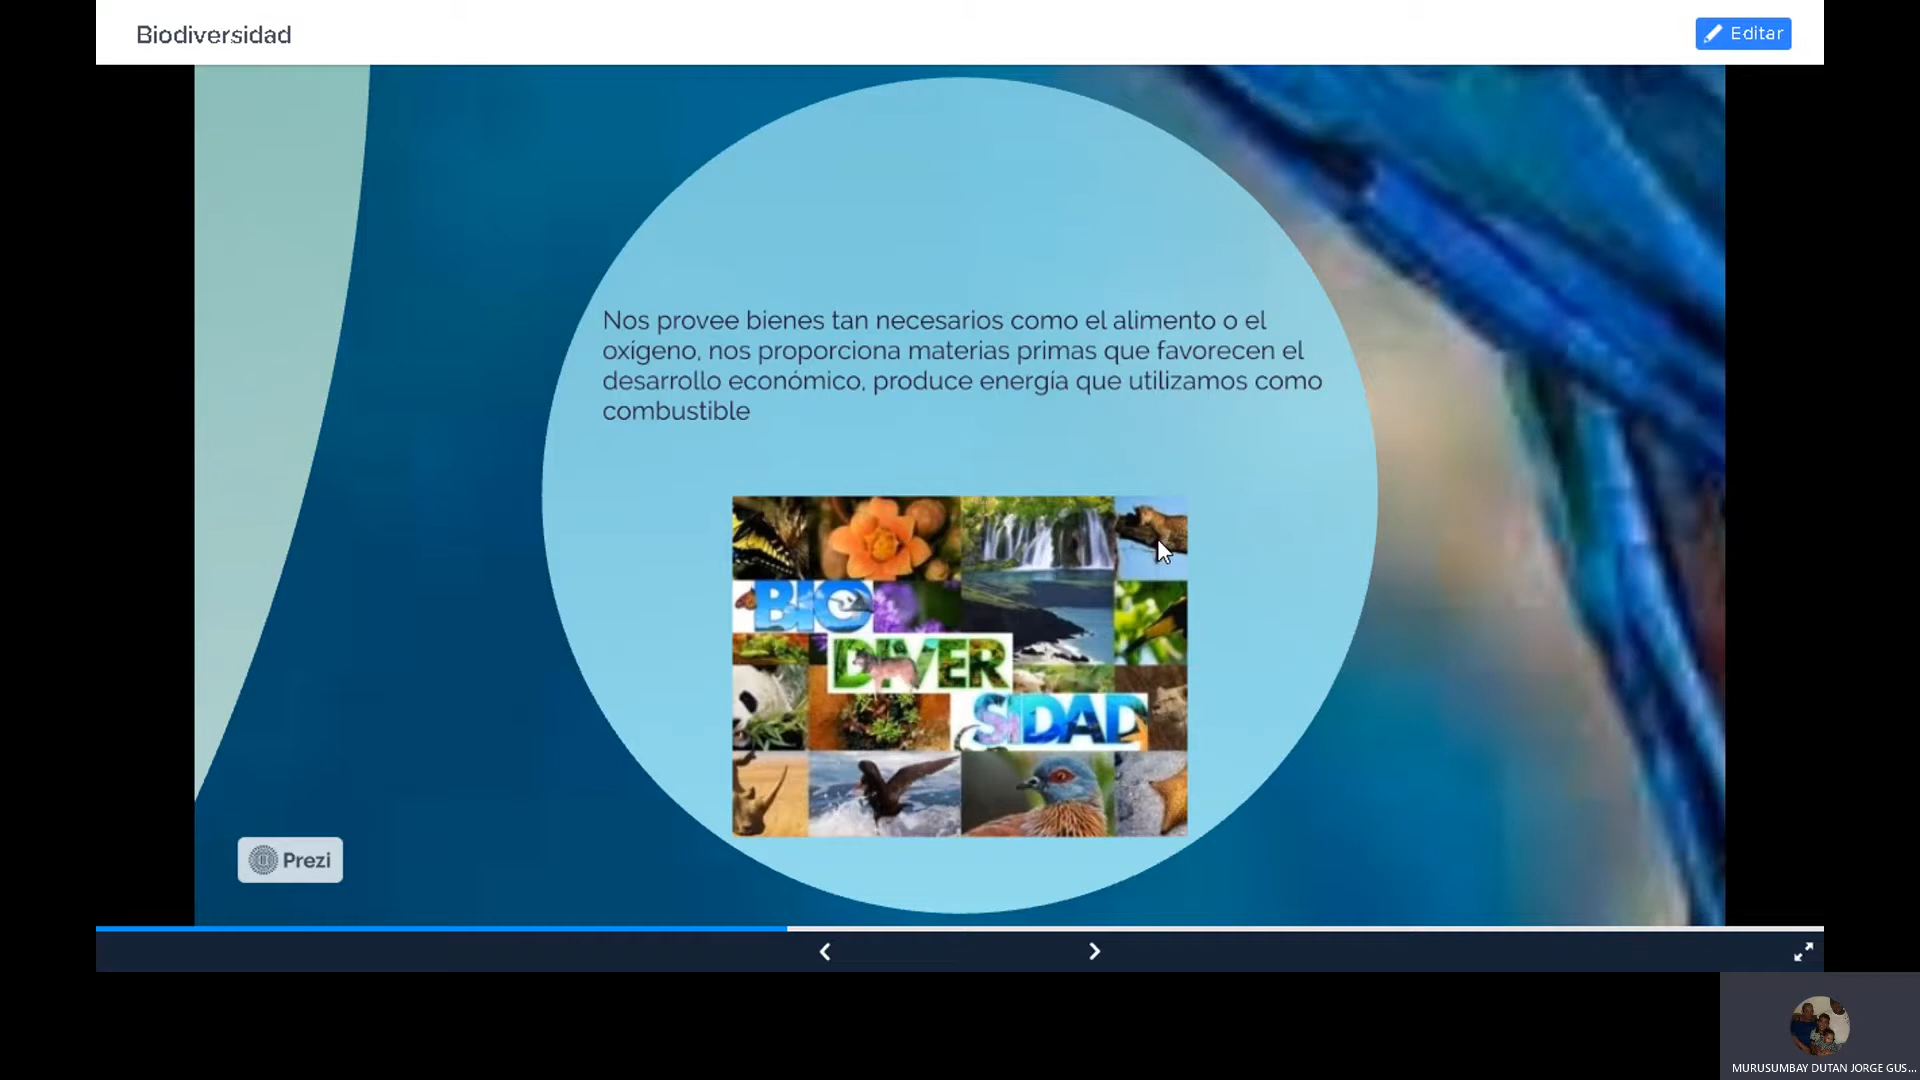 Biodiversidad
Editar
Nos provee bienes tan necesarios como el alimento o el
oxígeno, nos proporciona materias primas que favorecen el
desarrollo económico, produce energía que utilizamos como
combustible
BIO
DIVER
SIDAD
Prezi
MURUSUMBAY DUTAN JORGE GUS...